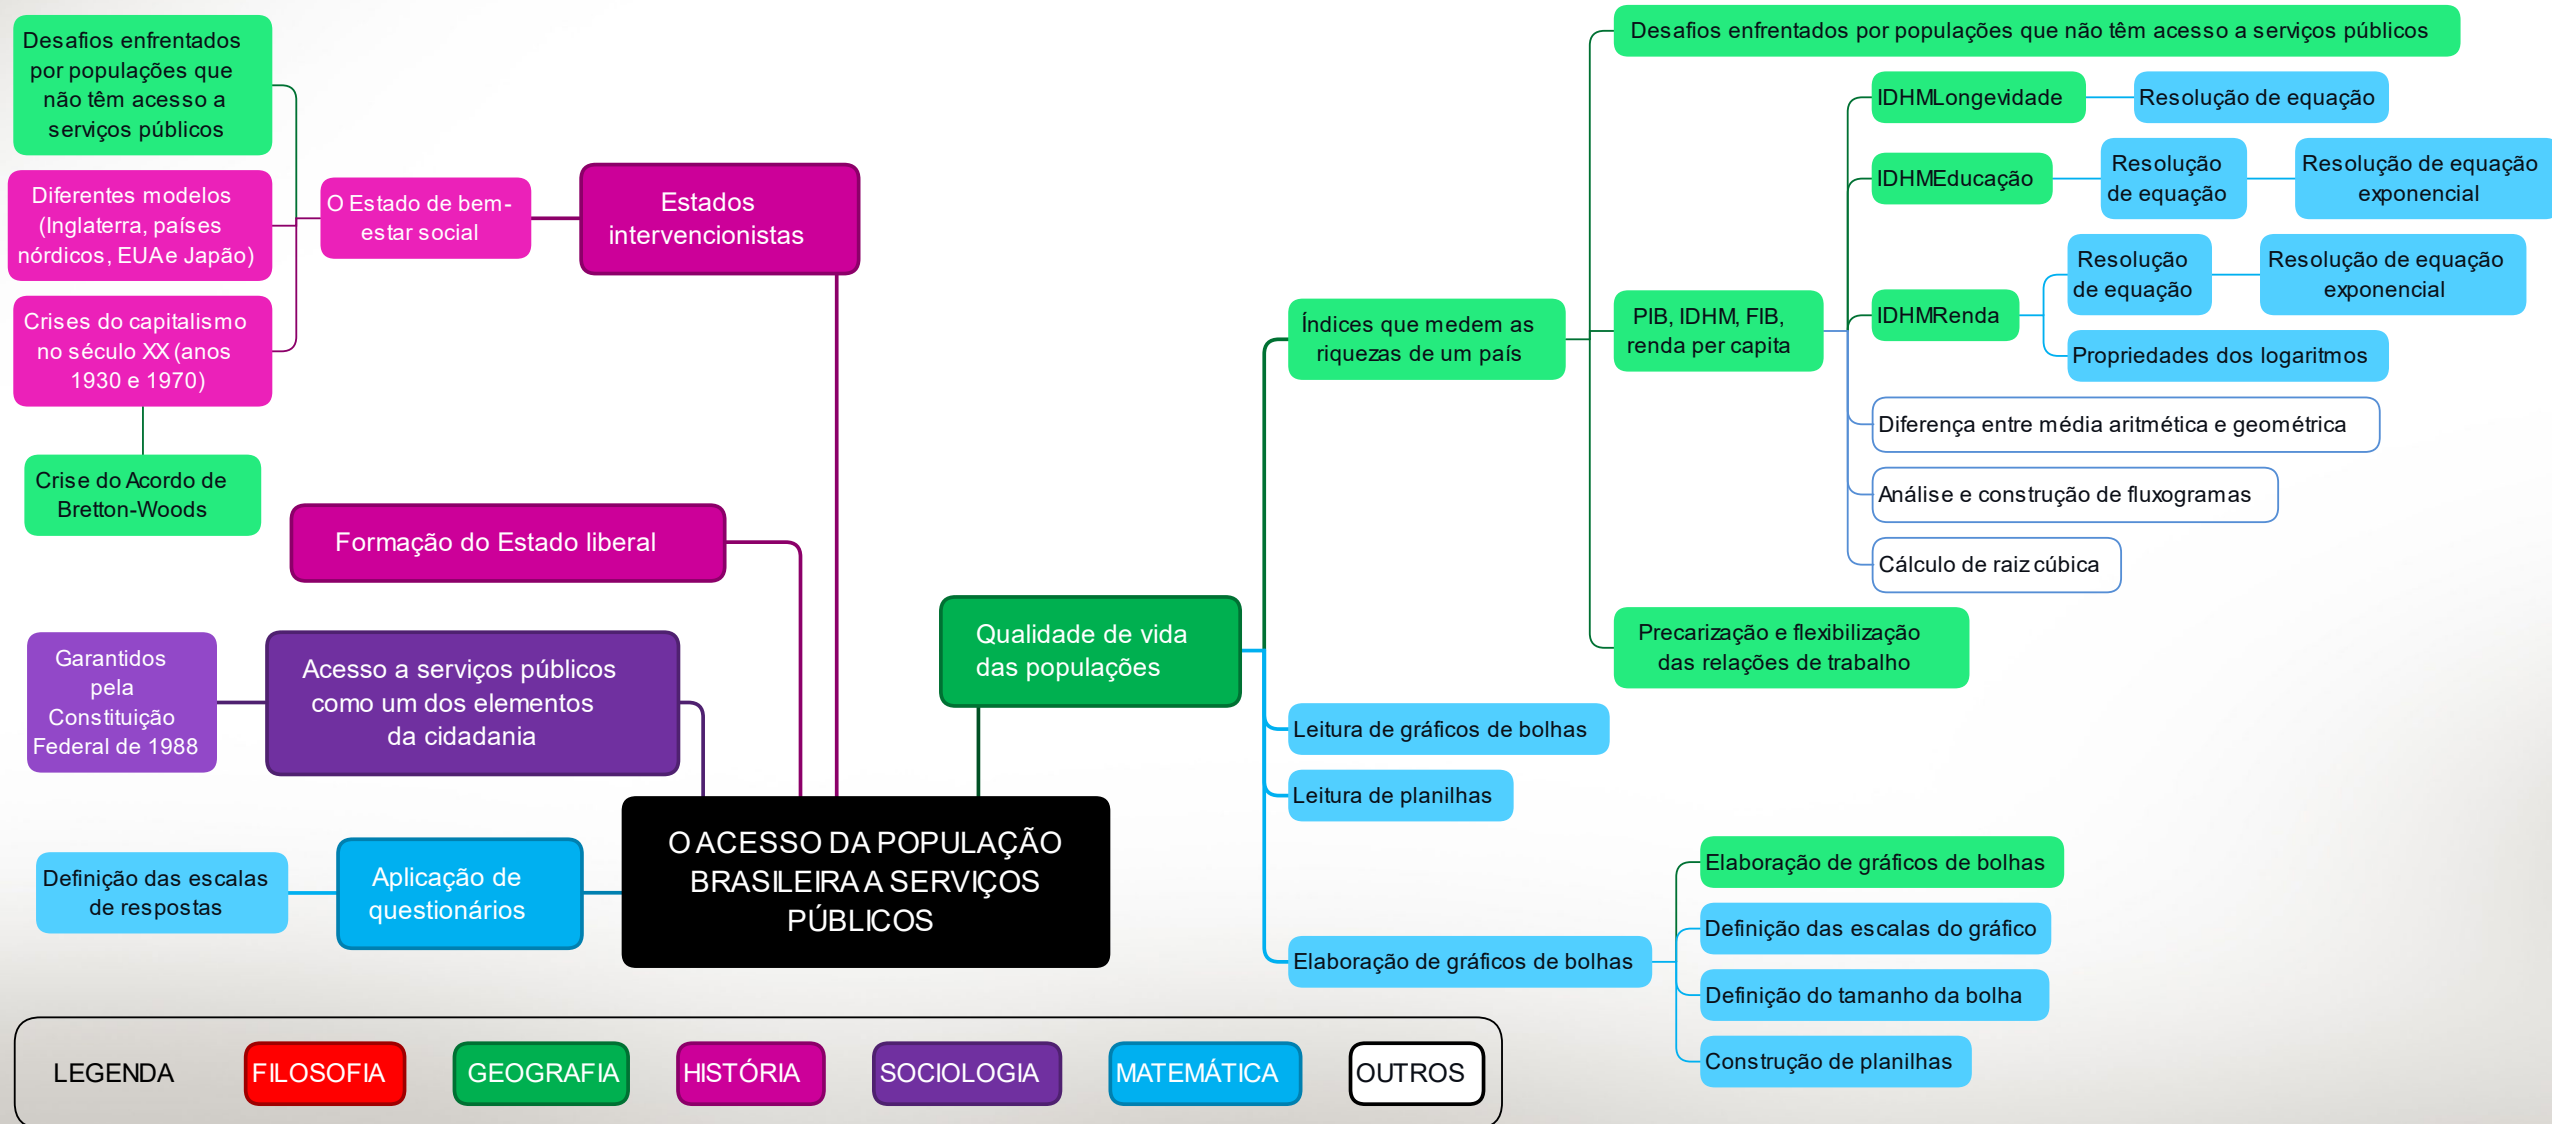 Desafios enfrentados
por populações que
não têm acesso a
serviços públicos
Diferentes modelos
(Inglaterra, países
nórdicos, EUA e Japão)
Crises do capitalismo
no século XX (anos
1930 e 1970)
Crise do Acordo de
Bretton-Woods
O Estado de bem-
estar social
Estados
intervencionistas
Formação do Estado liberal
Garantidos
pela
Constituição
Federal de 1988
Acesso a serviços públicos
como um dos elementos
da cidadania
Definição das escalas
de respostas
Aplicação de
questionários
O ACESSO DA POPULAÇÃO
BRASILEIRA A SERVIÇOS
PÚBLICOS
Qualidade de vida
das populações
Índices que medem as
riquezas de um país
Desafios enfrentados por populações que não têm acesso a serviços públicos
PIB, IDHM, FIB,
renda per capita
IDHMLongevidade
Resolução de equação
IDHMEducação
Resolução
de equação
Resolução de equação
exponencial
IDHMRenda
Resolução
de equação
Resolução de equação
exponencial
Propriedades dos logaritmos
Diferença entre média aritmética e geométrica
Análise e construção de fluxogramas
Cálculo de raiz cúbica
Precarização e flexibilização
das relações de trabalho
Leitura de gráficos de bolhas
Leitura de planilhas
Elaboração de gráficos de bolhas
Elaboração de gráficos de bolhas
Definição das escalas do gráfico
Definição do tamanho da bolha
Construção de planilhas
LEGENDA
FILOSOFIA
GEOGRAFIA
HISTÓRIA
SOCIOLOGIA
MATEMÁTICA
OUTROS